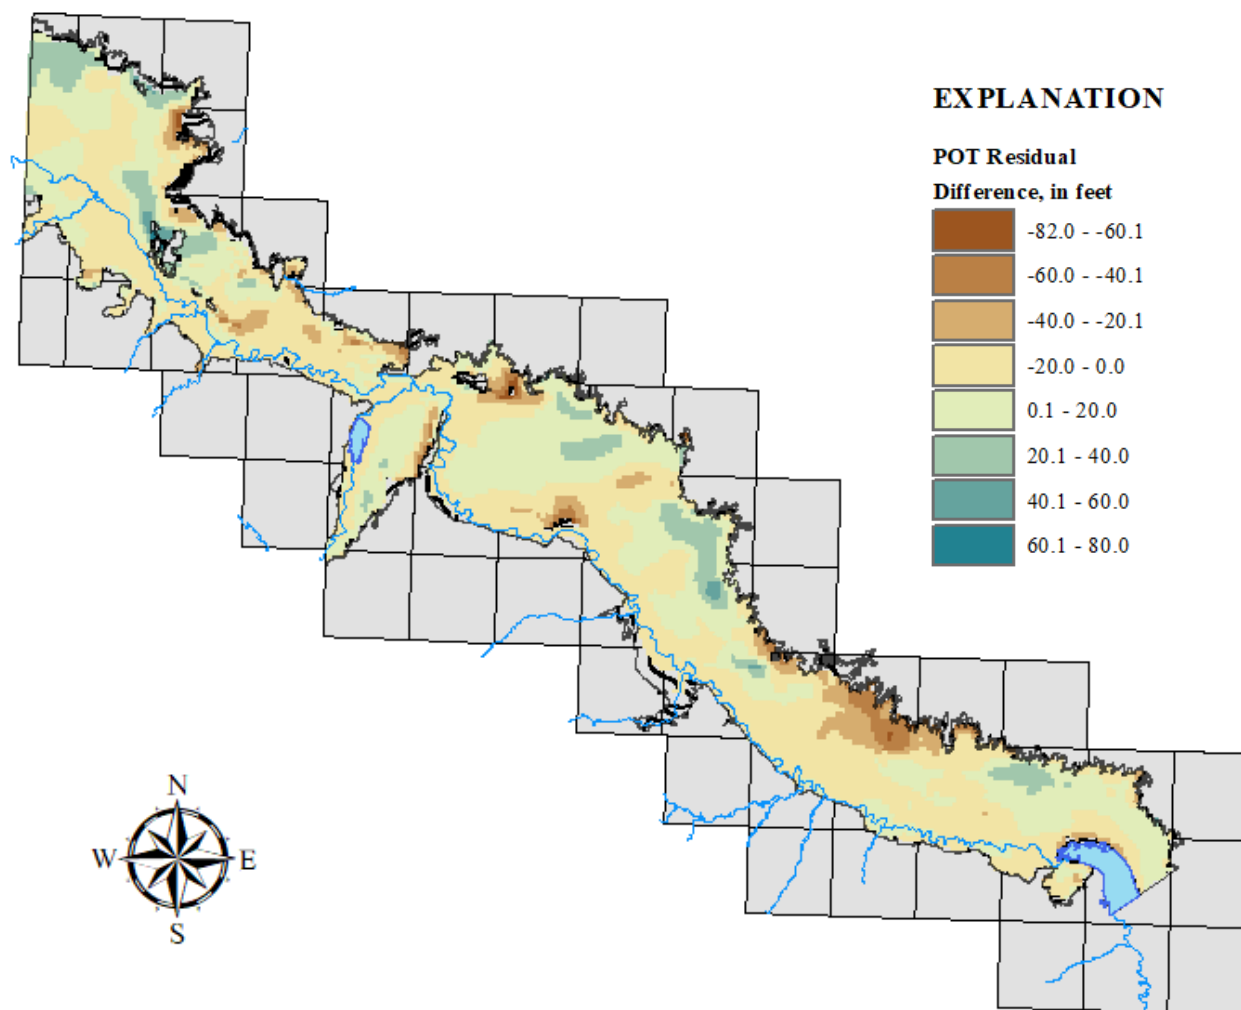 EXPLANATION
POT Residual
Difference, in feet
-82.0 - -60.1
-60.0 - -40.1
-40.0 - -20.1
-20.0 - 0.0
0.1 - 20.0
20.1 - 40.0
40.1 - 60.0
60.1 - 80.0
N
W E
S